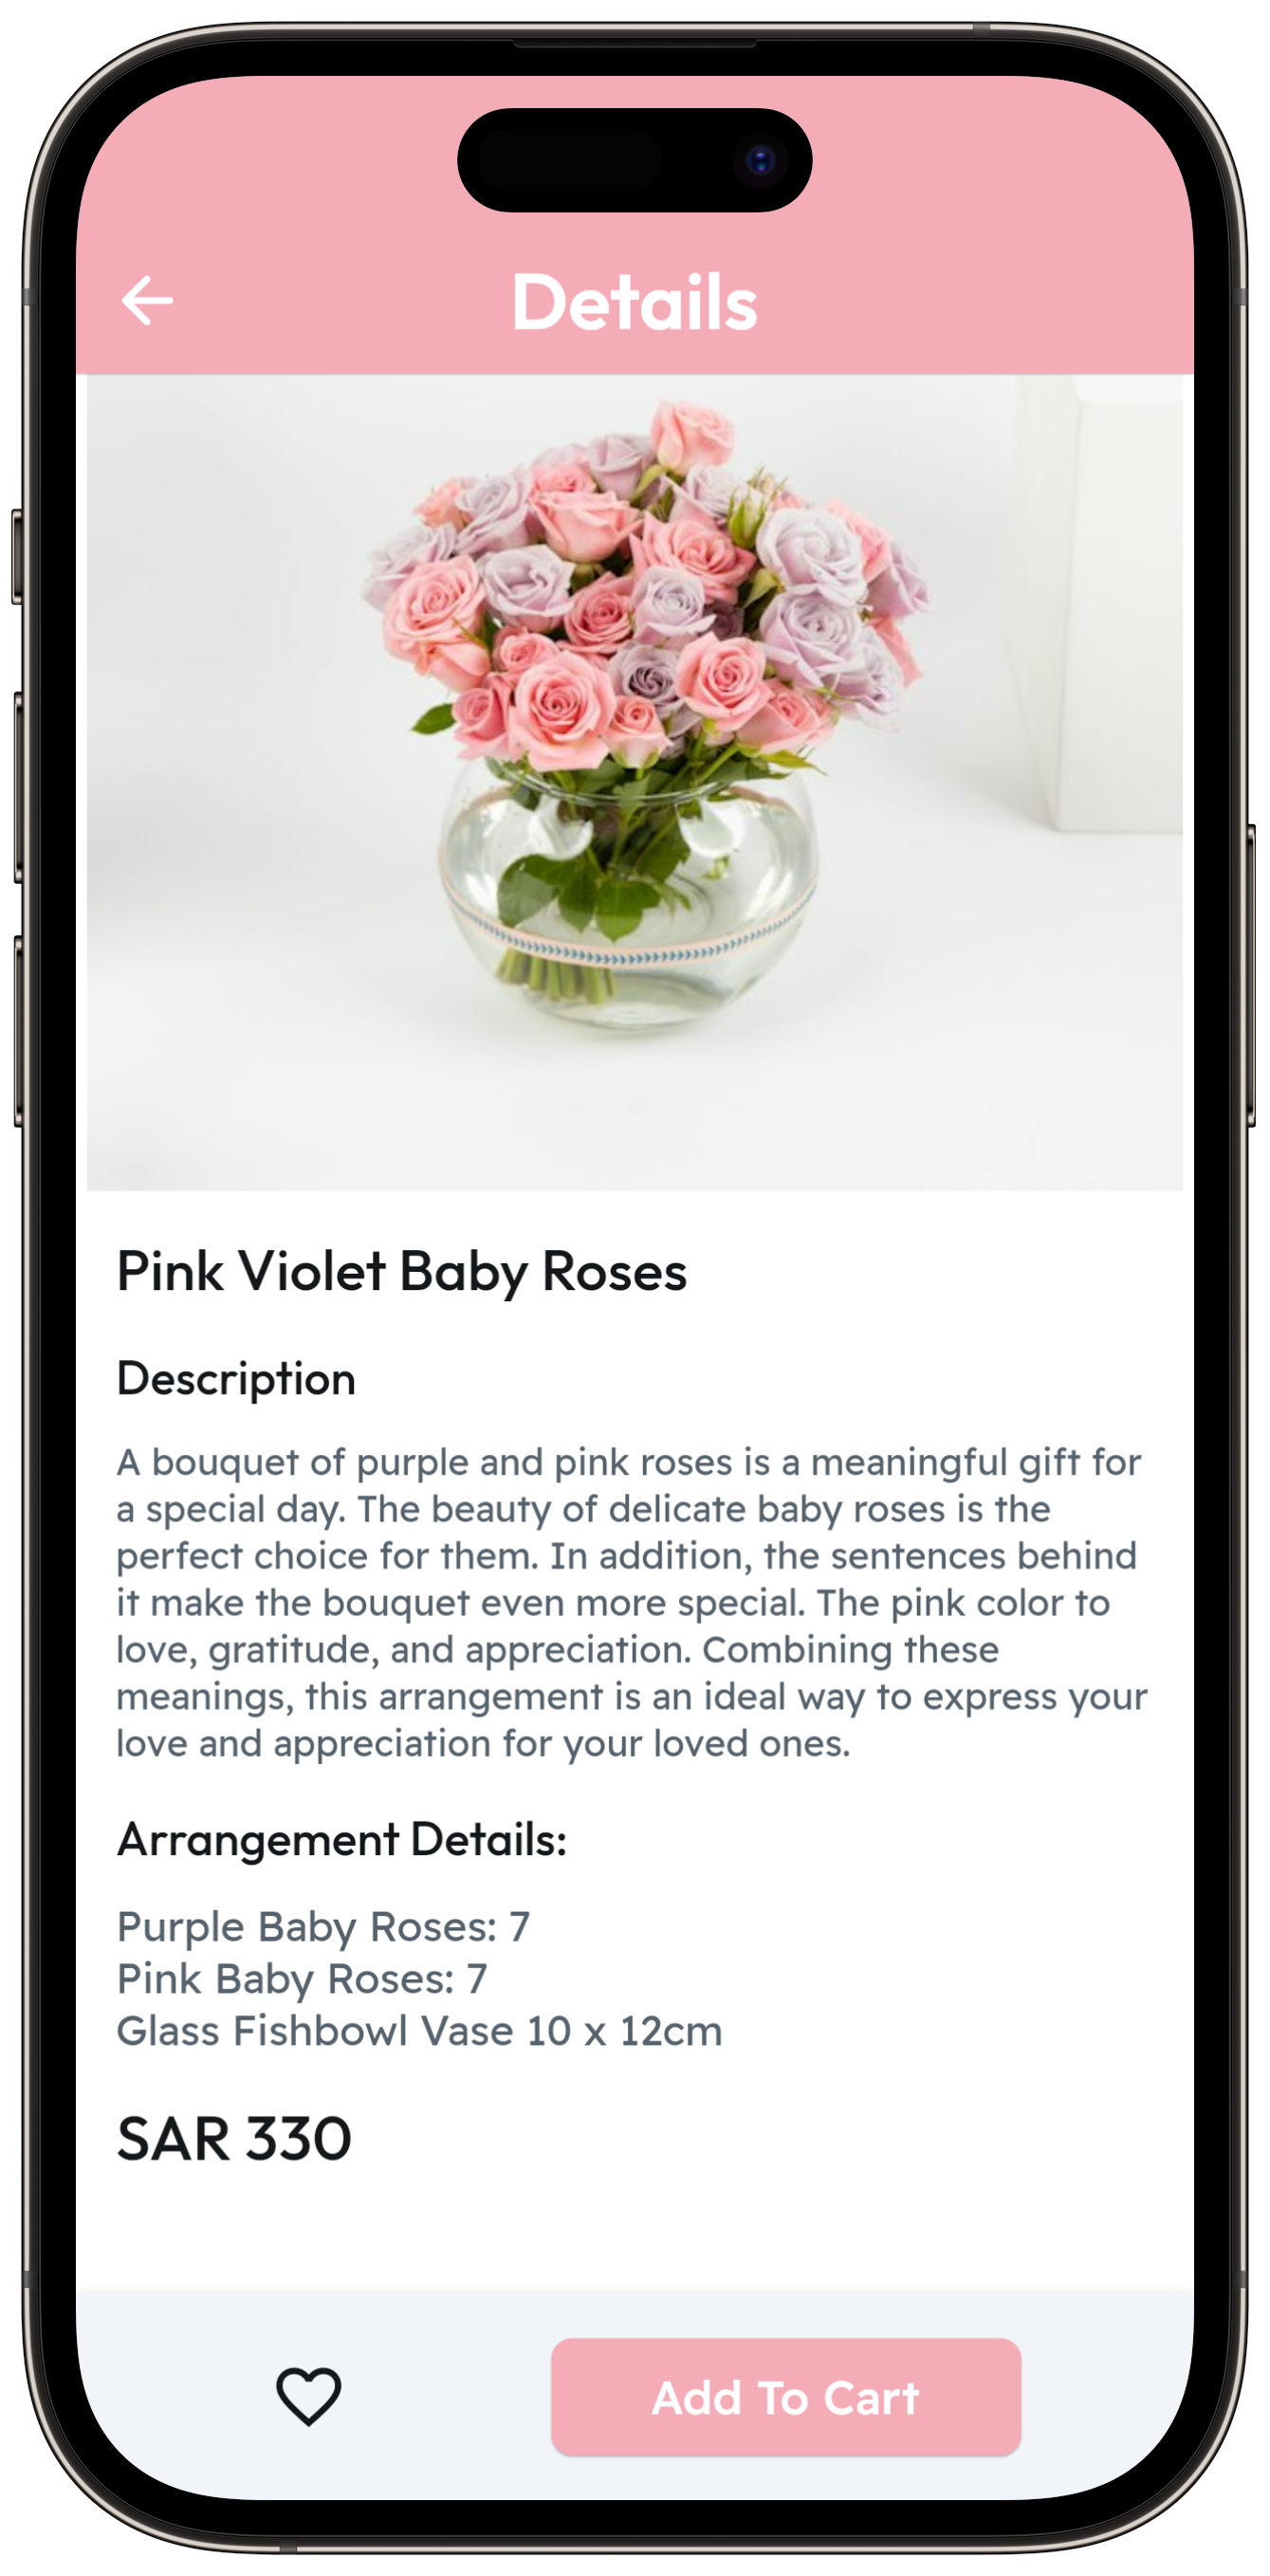 Details
Pink Violet Baby Roses
Description
A bouquet of purple and pink roses is a meaningful gift for
a special day. The beauty of delicate baby roses is the
perfect choice for them. In addition, the sentences behind
it make the bouquet even more special. The pink color to
love, gratitude, and appreciation. Combining these
meanings, this arrangement is an ideal way to express your
love and appreciation for your loved ones.
Arrangement Details:
Purple Baby Roses: 7
Pink Baby Roses: 7
Glass Fishbowl Vase 10 x 12cm
SAR 330
Add To Cart